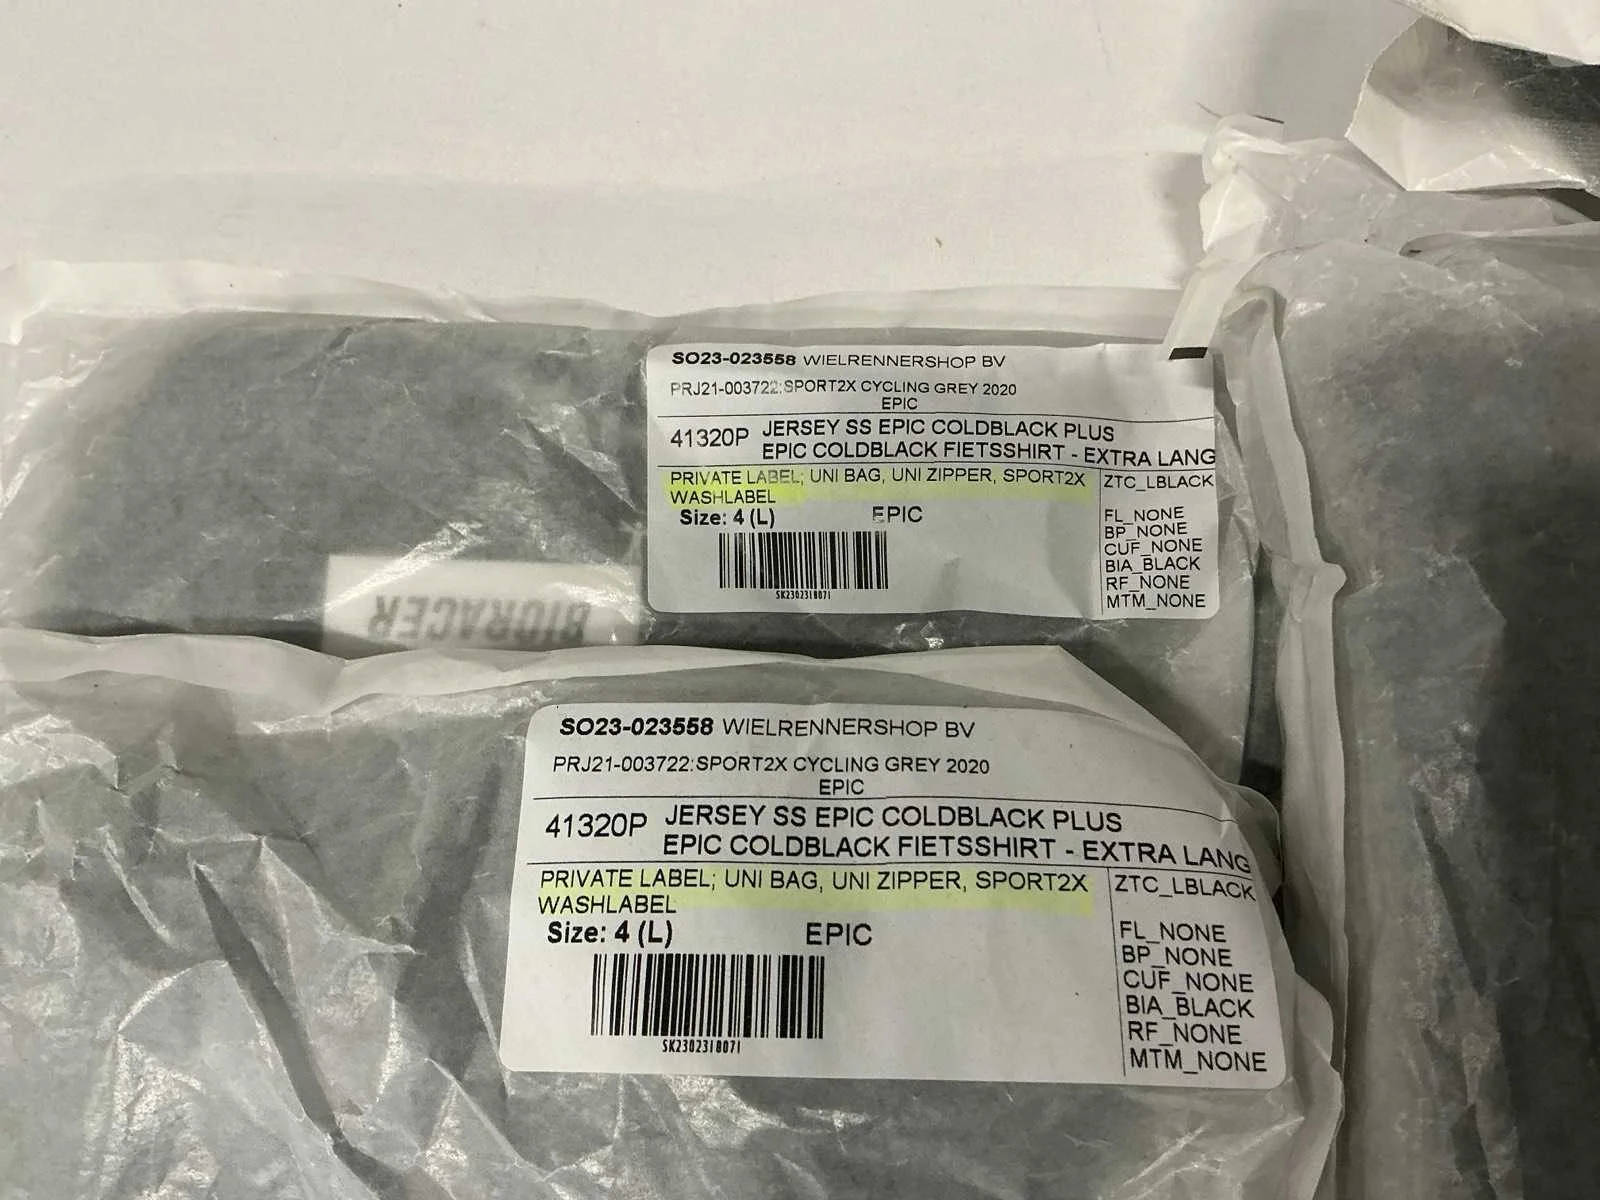 SO23-023558 WIELRENNERSHOP BV
PRJ21-003722:SPORT2X CYCLING GREY 2020
EPIC
41320P JERSEY SS EPIC COLDBLACK PLUS
EPIC COLDBLACK FIETSSHIRT - EXTRA LANG
PRIVATE LABEL; UNI BAG, UNI ZIPPER, SPORT2X
WASHLABEL
ZTC_LBLACK
Size: 4 (L) EPIC
FL_NONE
BP_NONE
CUF_NONE
BIA_BLACK
RF_NONE
MTM_NONE
SK2302318071
BIORACER
SO23-023558 WIELRENNERSHOP BV
PRJ21-003722:SPORT2X CYCLING GREY 2020
EPIC
41320P JERSEY SS EPIC COLDBLACK PLUS
EPIC COLDBLACK FIETSSHIRT - EXTRA LANG
PRIVATE LABEL; UNI BAG, UNI ZIPPER, SPORT2X
WASHLABEL
ZTC_LBLACK
Size: 4 (L) EPIC
FL_NONE
BP_NONE
CUF_NONE
BIA_BLACK
RF_NONE
MTM_NONE
SK2302318071